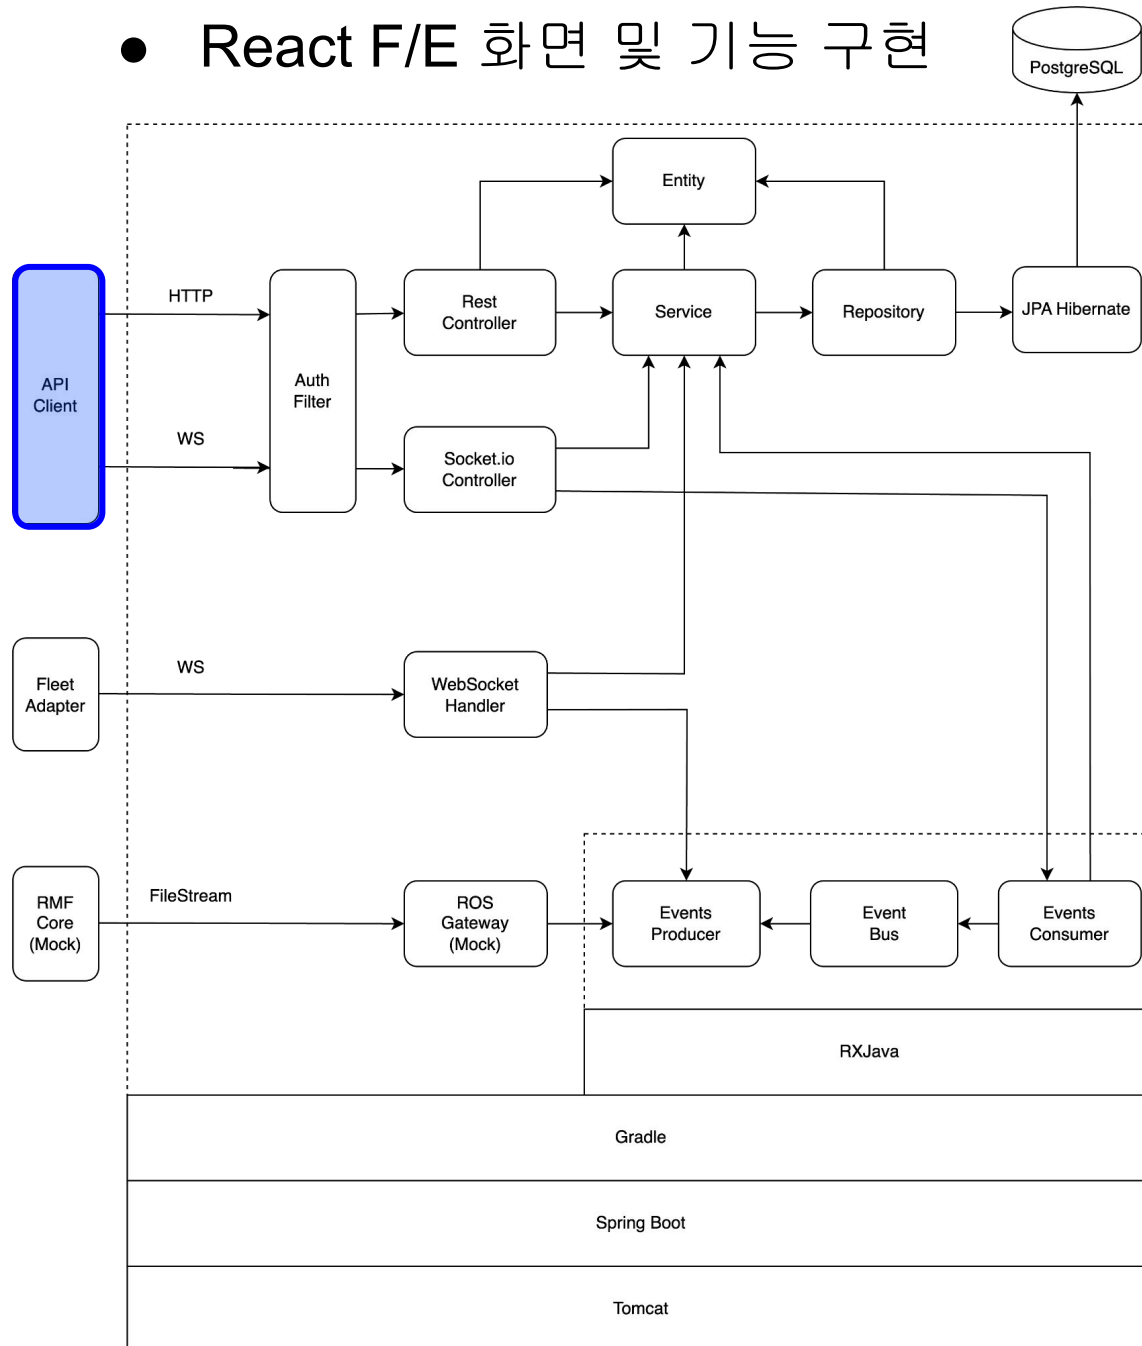 ● React F/E 화면 및 기능 구현
PostgreSQL
Entity
HTTP
API
Client
Auth
Filter
Rest
Controller
Service
Repository
JPA Hibernate
WS
Socket.io
Controller
Fleet
Adapter
WS
WebSocket
Handler
RMF
Core
(Mock)
FileStream
ROS
Gateway
(Mock)
Events
Producer
Event
Bus
Events
Consumer
RXJava
Gradle
Spring Boot
Tomcat